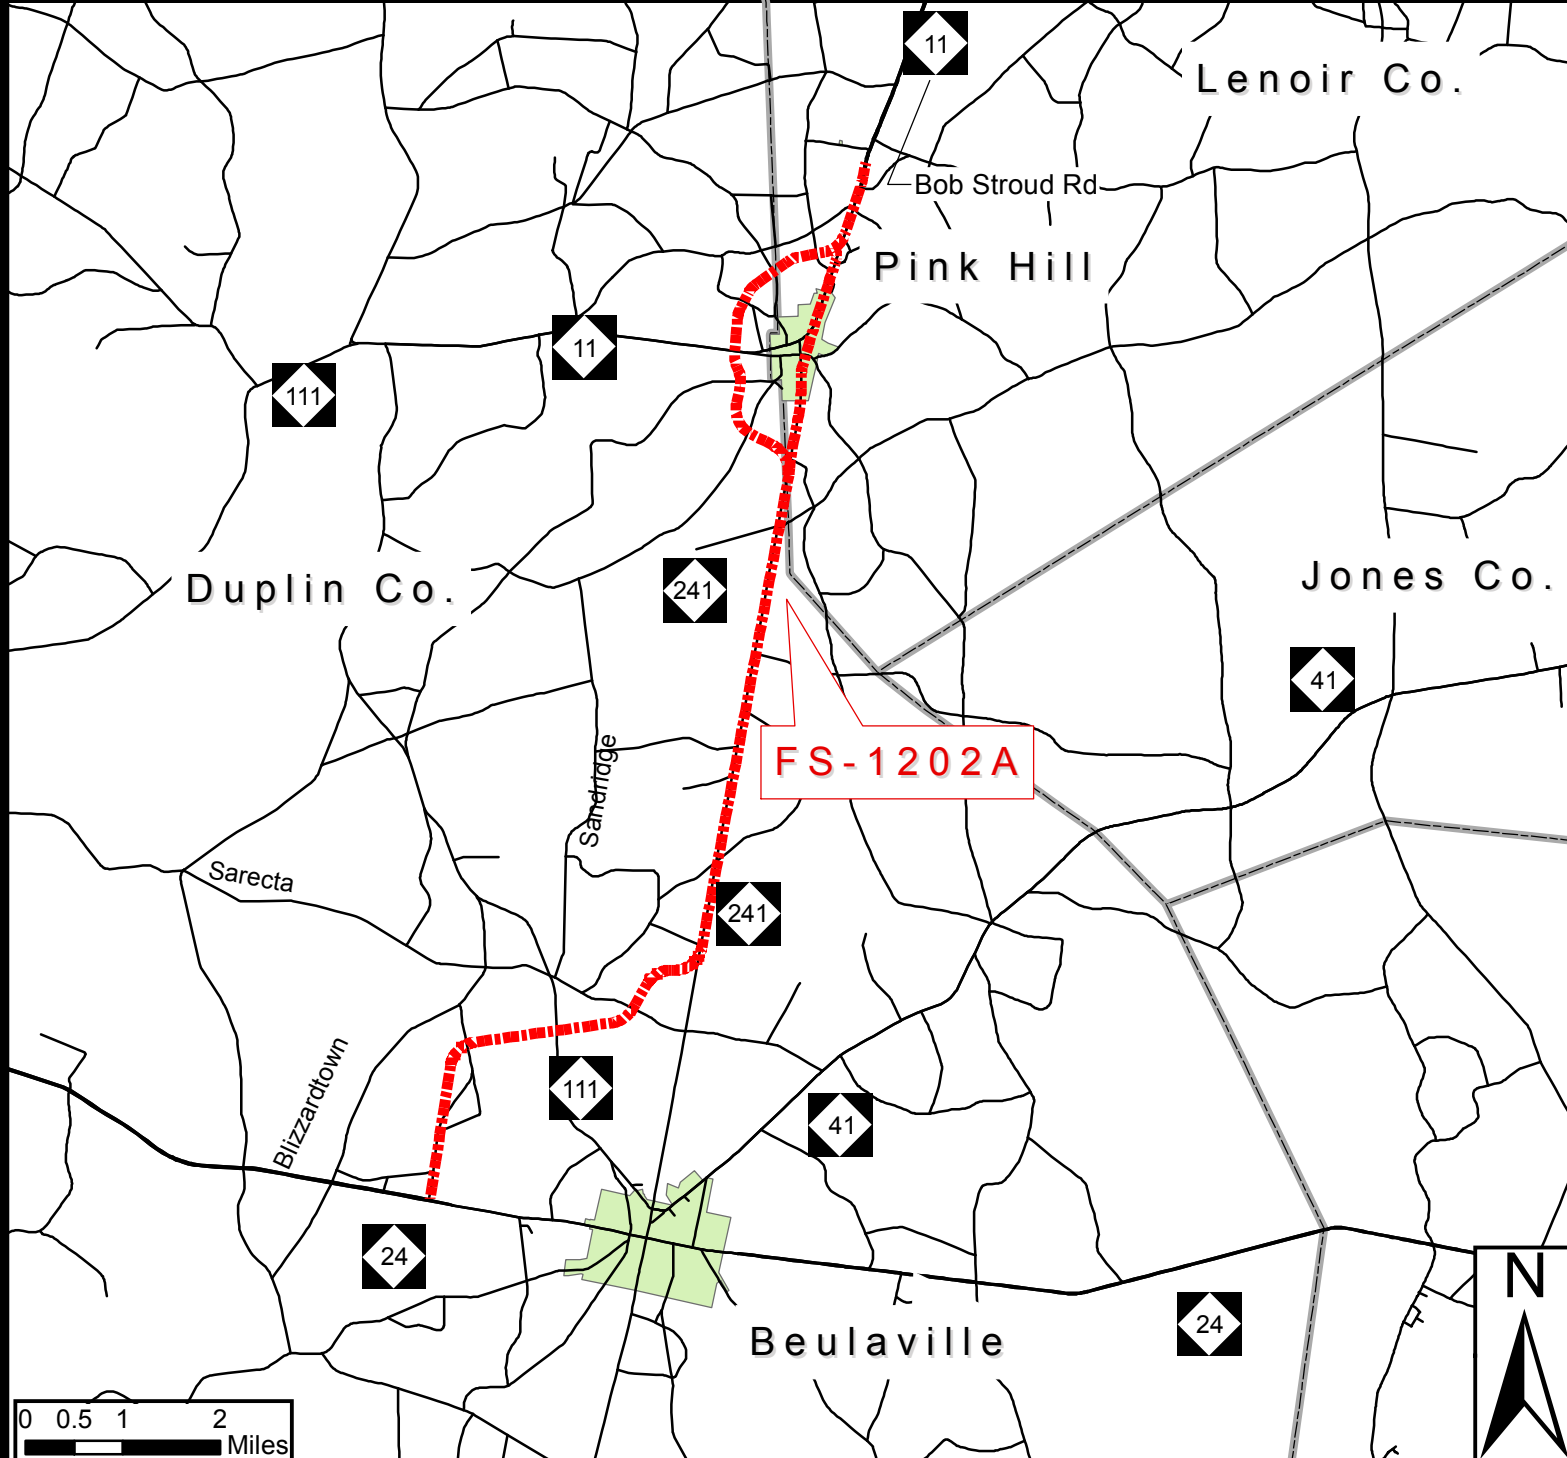 11
Lenoir Co.
Bob Stroud Rd
Pink Hill
11
111
Duplin Co.
241
Jones Co.
41
FS-1202A
Sandridge
Sarecta
241
Blizzardtown
111
41
24
N
24
Beulaville
0 0.5 1 2
Miles